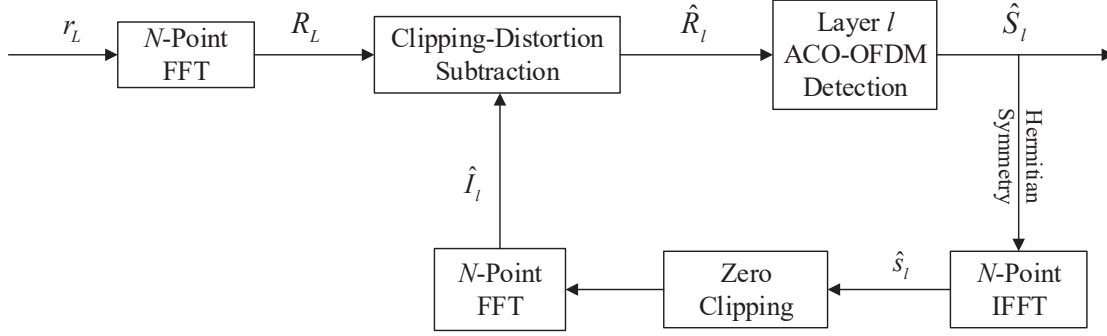 r_L
N-Point
FFT
R_L
Clipping-Distortion
Subtraction
R̂_l
Layer l
ACO-OFDM
Detection
Ŝ_l
Hermitian
Symmetry
Î_l
N-Point
FFT
Zero
Clipping
ŝ_l
N-Point
IFFT